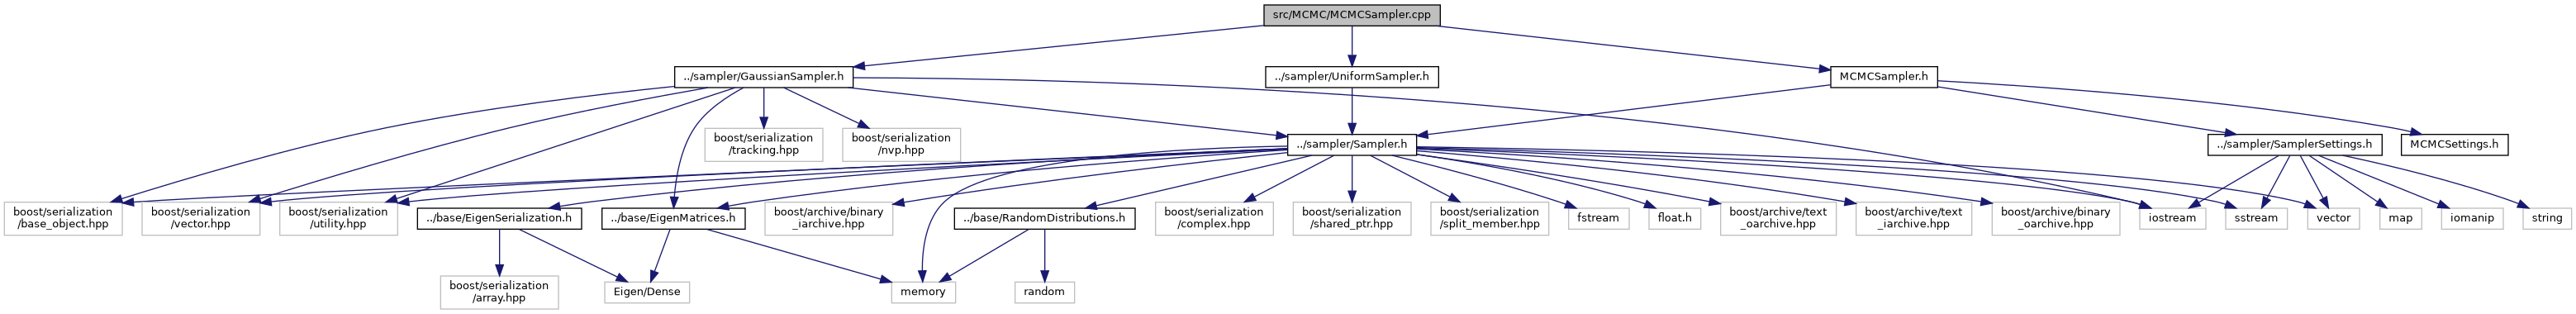 src/MCMC/MCMCSampler.cpp
../sampler/GaussianSampler.h
../sampler/UniformSampler.h
MCMCSampler.h
boost/serialization
/tracking.hpp
boost/serialization
/nvp.hpp
../sampler/Sampler.h
../sampler/SamplerSettings.h
MCMCSettings.h
boost/serialization
/base_object.hpp
boost/serialization
/vector.hpp
boost/serialization
/utility.hpp
../base/EigenSerialization.h
../base/EigenMatrices.h
boost/archive/binary
_iarchive.hpp
../base/RandomDistributions.h
boost/serialization
/complex.hpp
boost/serialization
/shared_ptr.hpp
boost/serialization
/split_member.hpp
fstream
float.h
boost/archive/text
_oarchive.hpp
boost/archive/text
_iarchive.hpp
boost/archive/binary
_oarchive.hpp
iostream
sstream
vector
map
iomanip
string
boost/serialization
/array.hpp
Eigen/Dense
memory
random